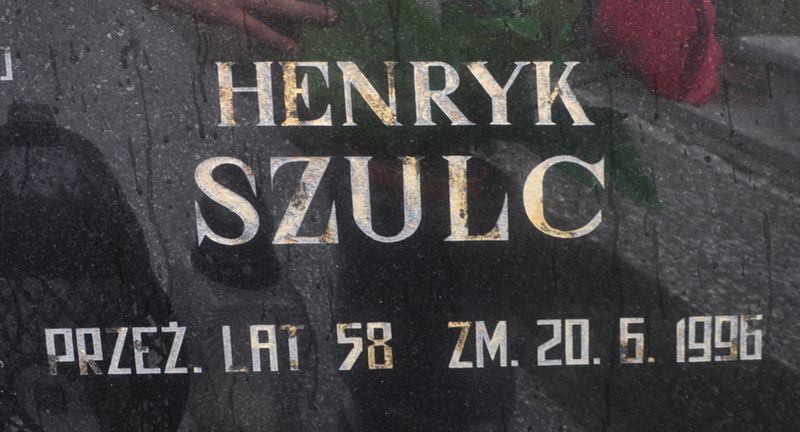 HENRYK
SZULC
PRZEŻ. LAT 58 ZM. 20. 6. 1996